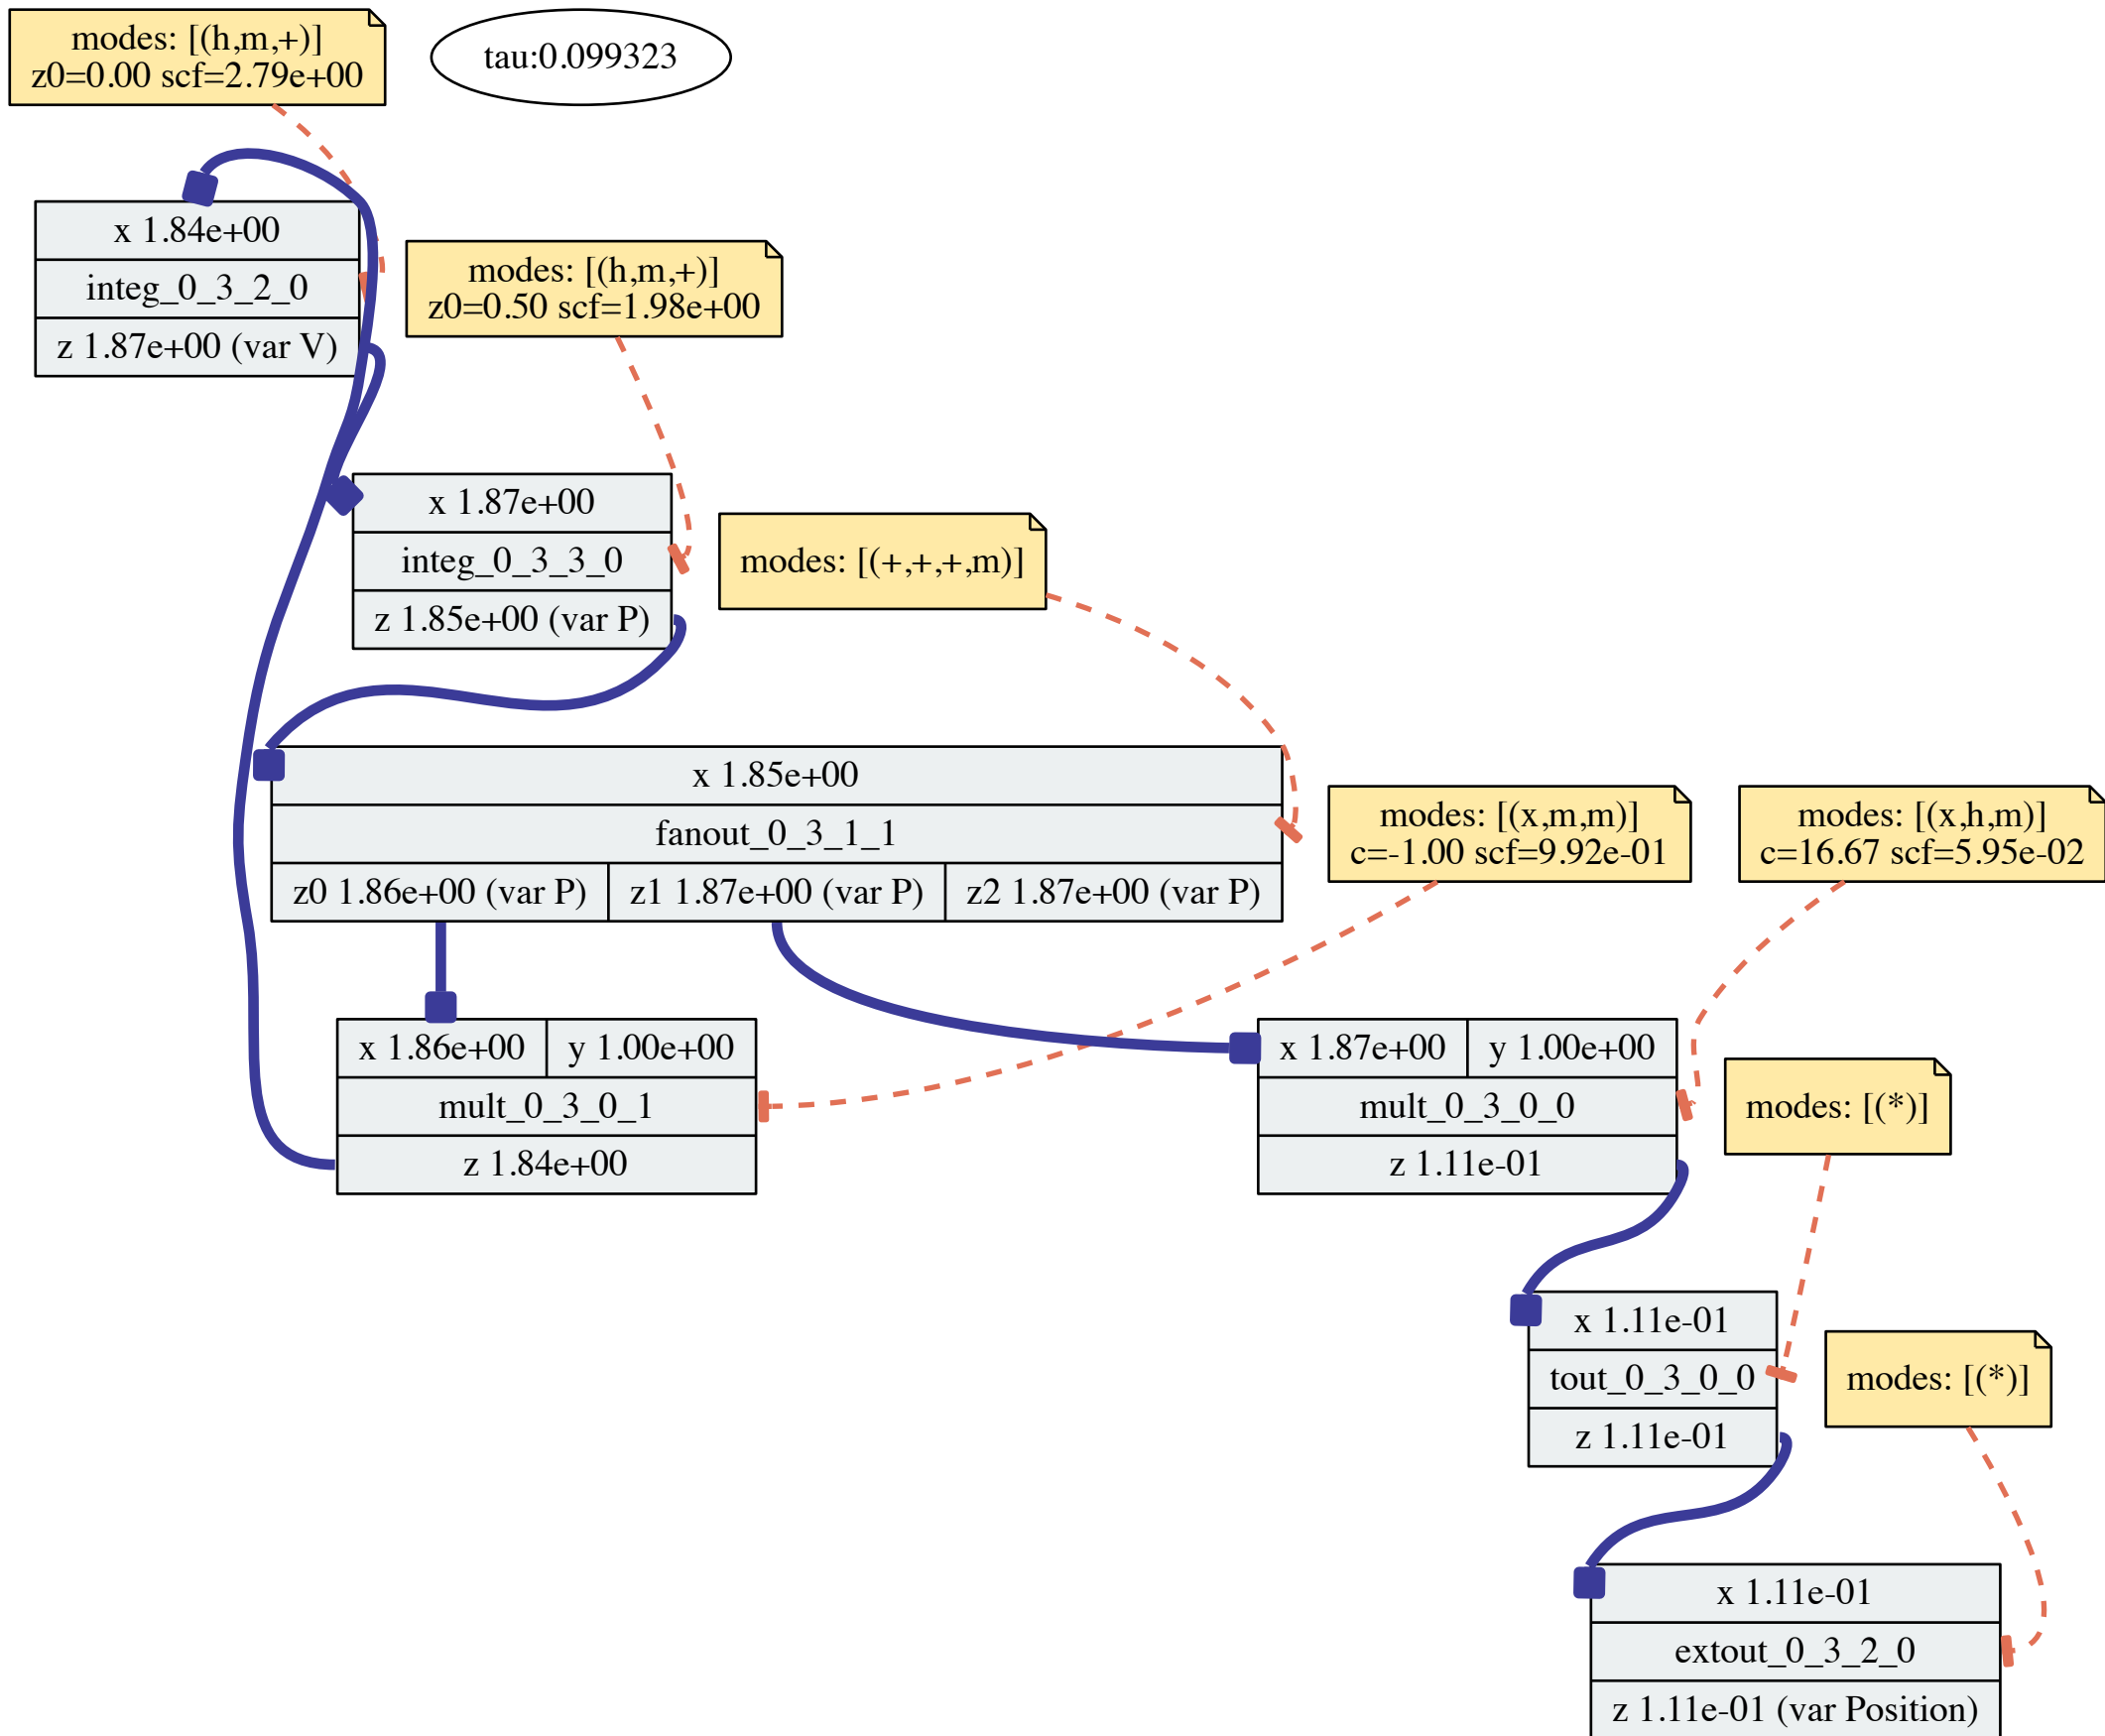 modes: [(h,m,+)]
z0=0.00 scf=2.79e+00
tau:0.099323
x 1.84e+00
integ_0_3_2_0
z 1.87e+00 (var V)
modes: [(h,m,+)]
z0=0.50 scf=1.98e+00
x 1.87e+00
integ_0_3_3_0
z 1.85e+00 (var P)
modes: [(+,+,+,m)]
x 1.85e+00
fanout_0_3_1_1
z0 1.86e+00 (var P)
z1 1.87e+00 (var P)
z2 1.87e+00 (var P)
modes: [(x,m,m)]
c=-1.00 scf=9.92e-01
modes: [(x,h,m)]
c=16.67 scf=5.95e-02
x 1.86e+00
y 1.00e+00
mult_0_3_0_1
z 1.84e+00
x 1.87e+00
y 1.00e+00
mult_0_3_0_0
z 1.11e-01
modes: [(*)]
x 1.11e-01
tout_0_3_0_0
z 1.11e-01
modes: [(*)]
x 1.11e-01
extout_0_3_2_0
z 1.11e-01 (var Position)